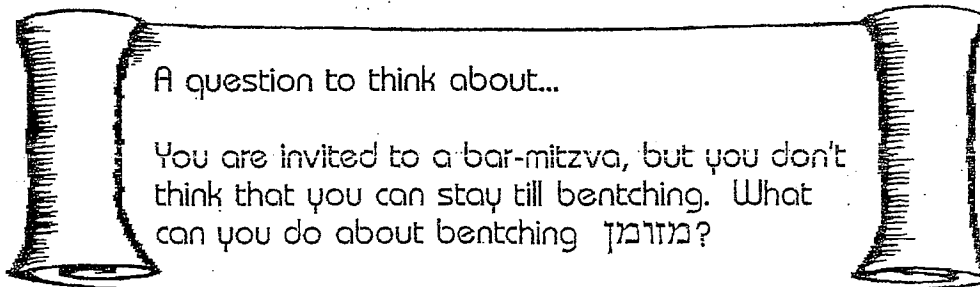 A question to think about...
You are invited to a bar-mitzva, but you don't
think that you can stay till bentching. What
can you do about bentching מזומן?